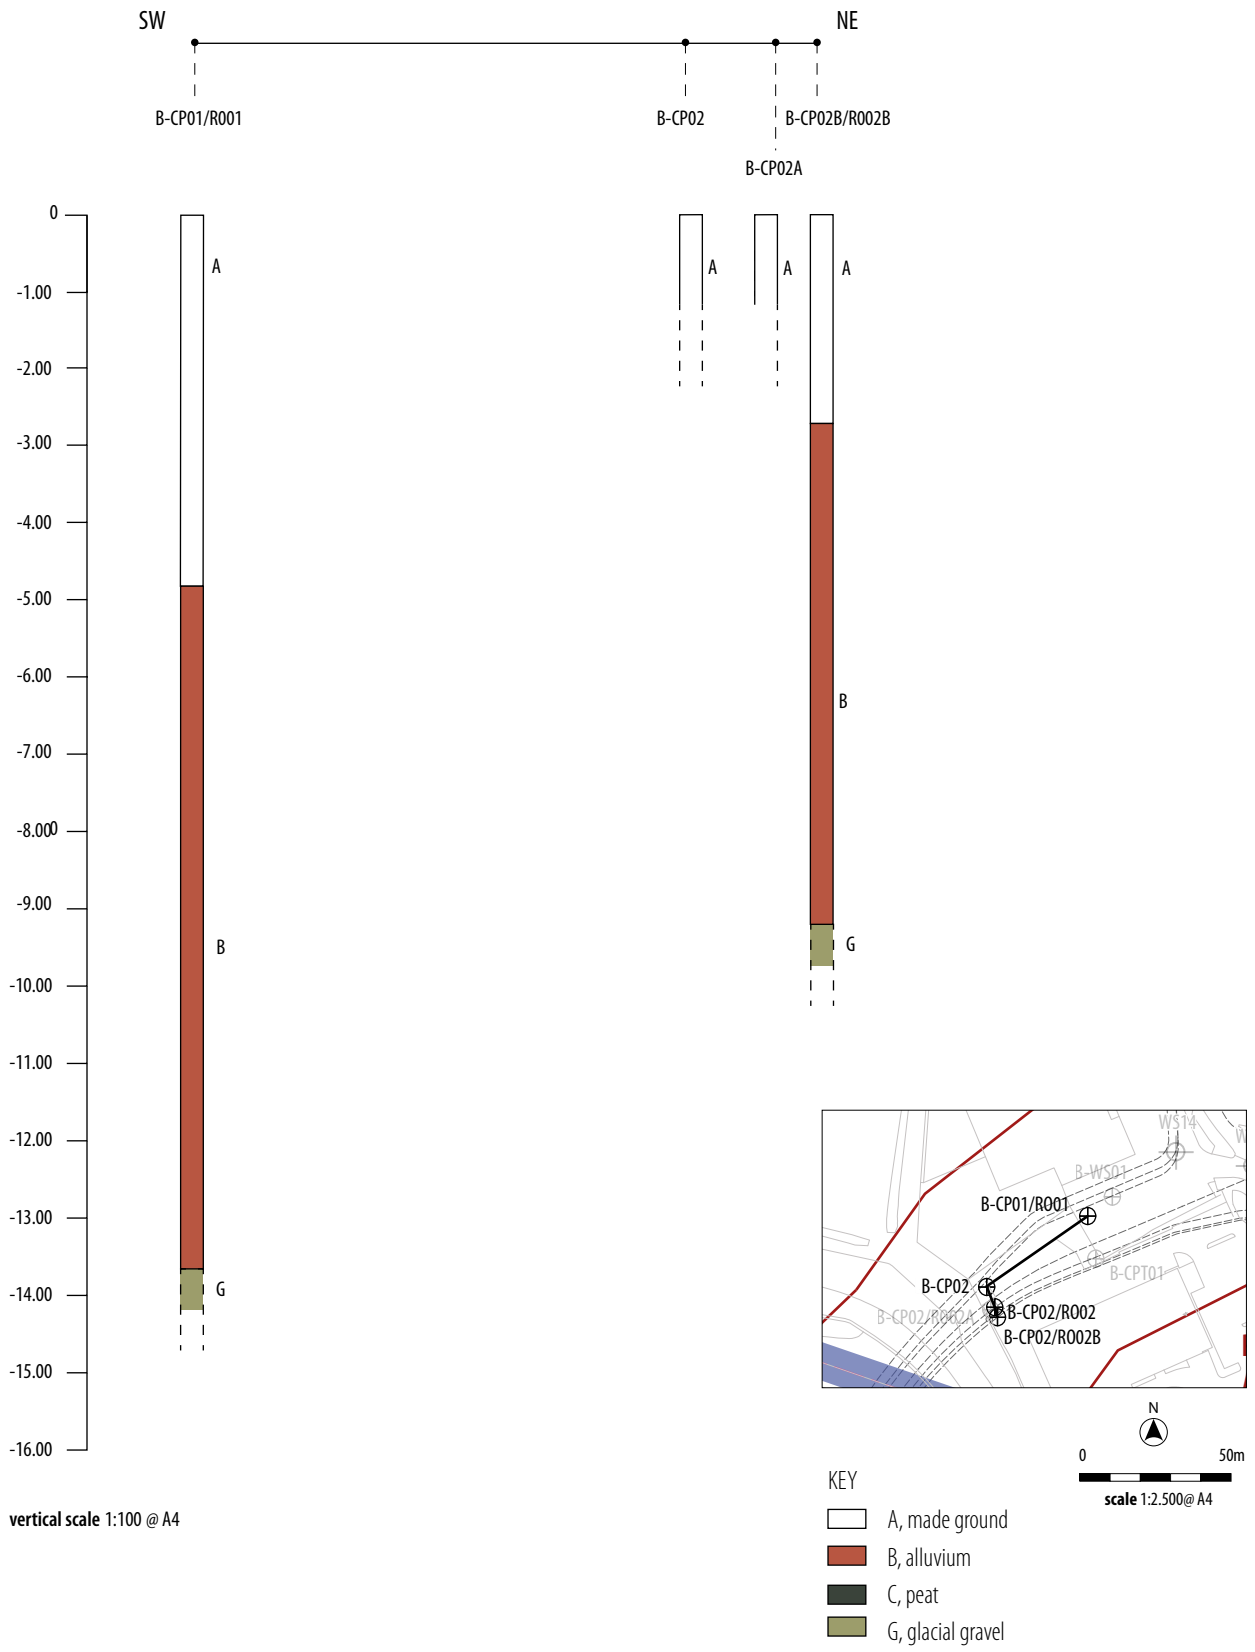 SW
NE
B-CP01/R001
B-CP02
B-CP02B/R002B
B-CP02A
0
-1.00
-2.00
-3.00
-4.00
-5.00
-6.00
-7.00
-8.000
-9.00
-10.00
-11.00
-12.00
-13.00
-14.00
-15.00
-16.00
A
B
G
A
A
A
B
G
WS14
W
B-WS01
B-CP01/R001
B-CPT01
B-CP02
B-CP02/R002A
B-CP02/R002
B-CP02/R002B
N
0
50m
scale 1:2.500@ A4
vertical scale 1:100 @ A4
KEY
A, made ground
B, alluvium
C, peat
G, glacial gravel